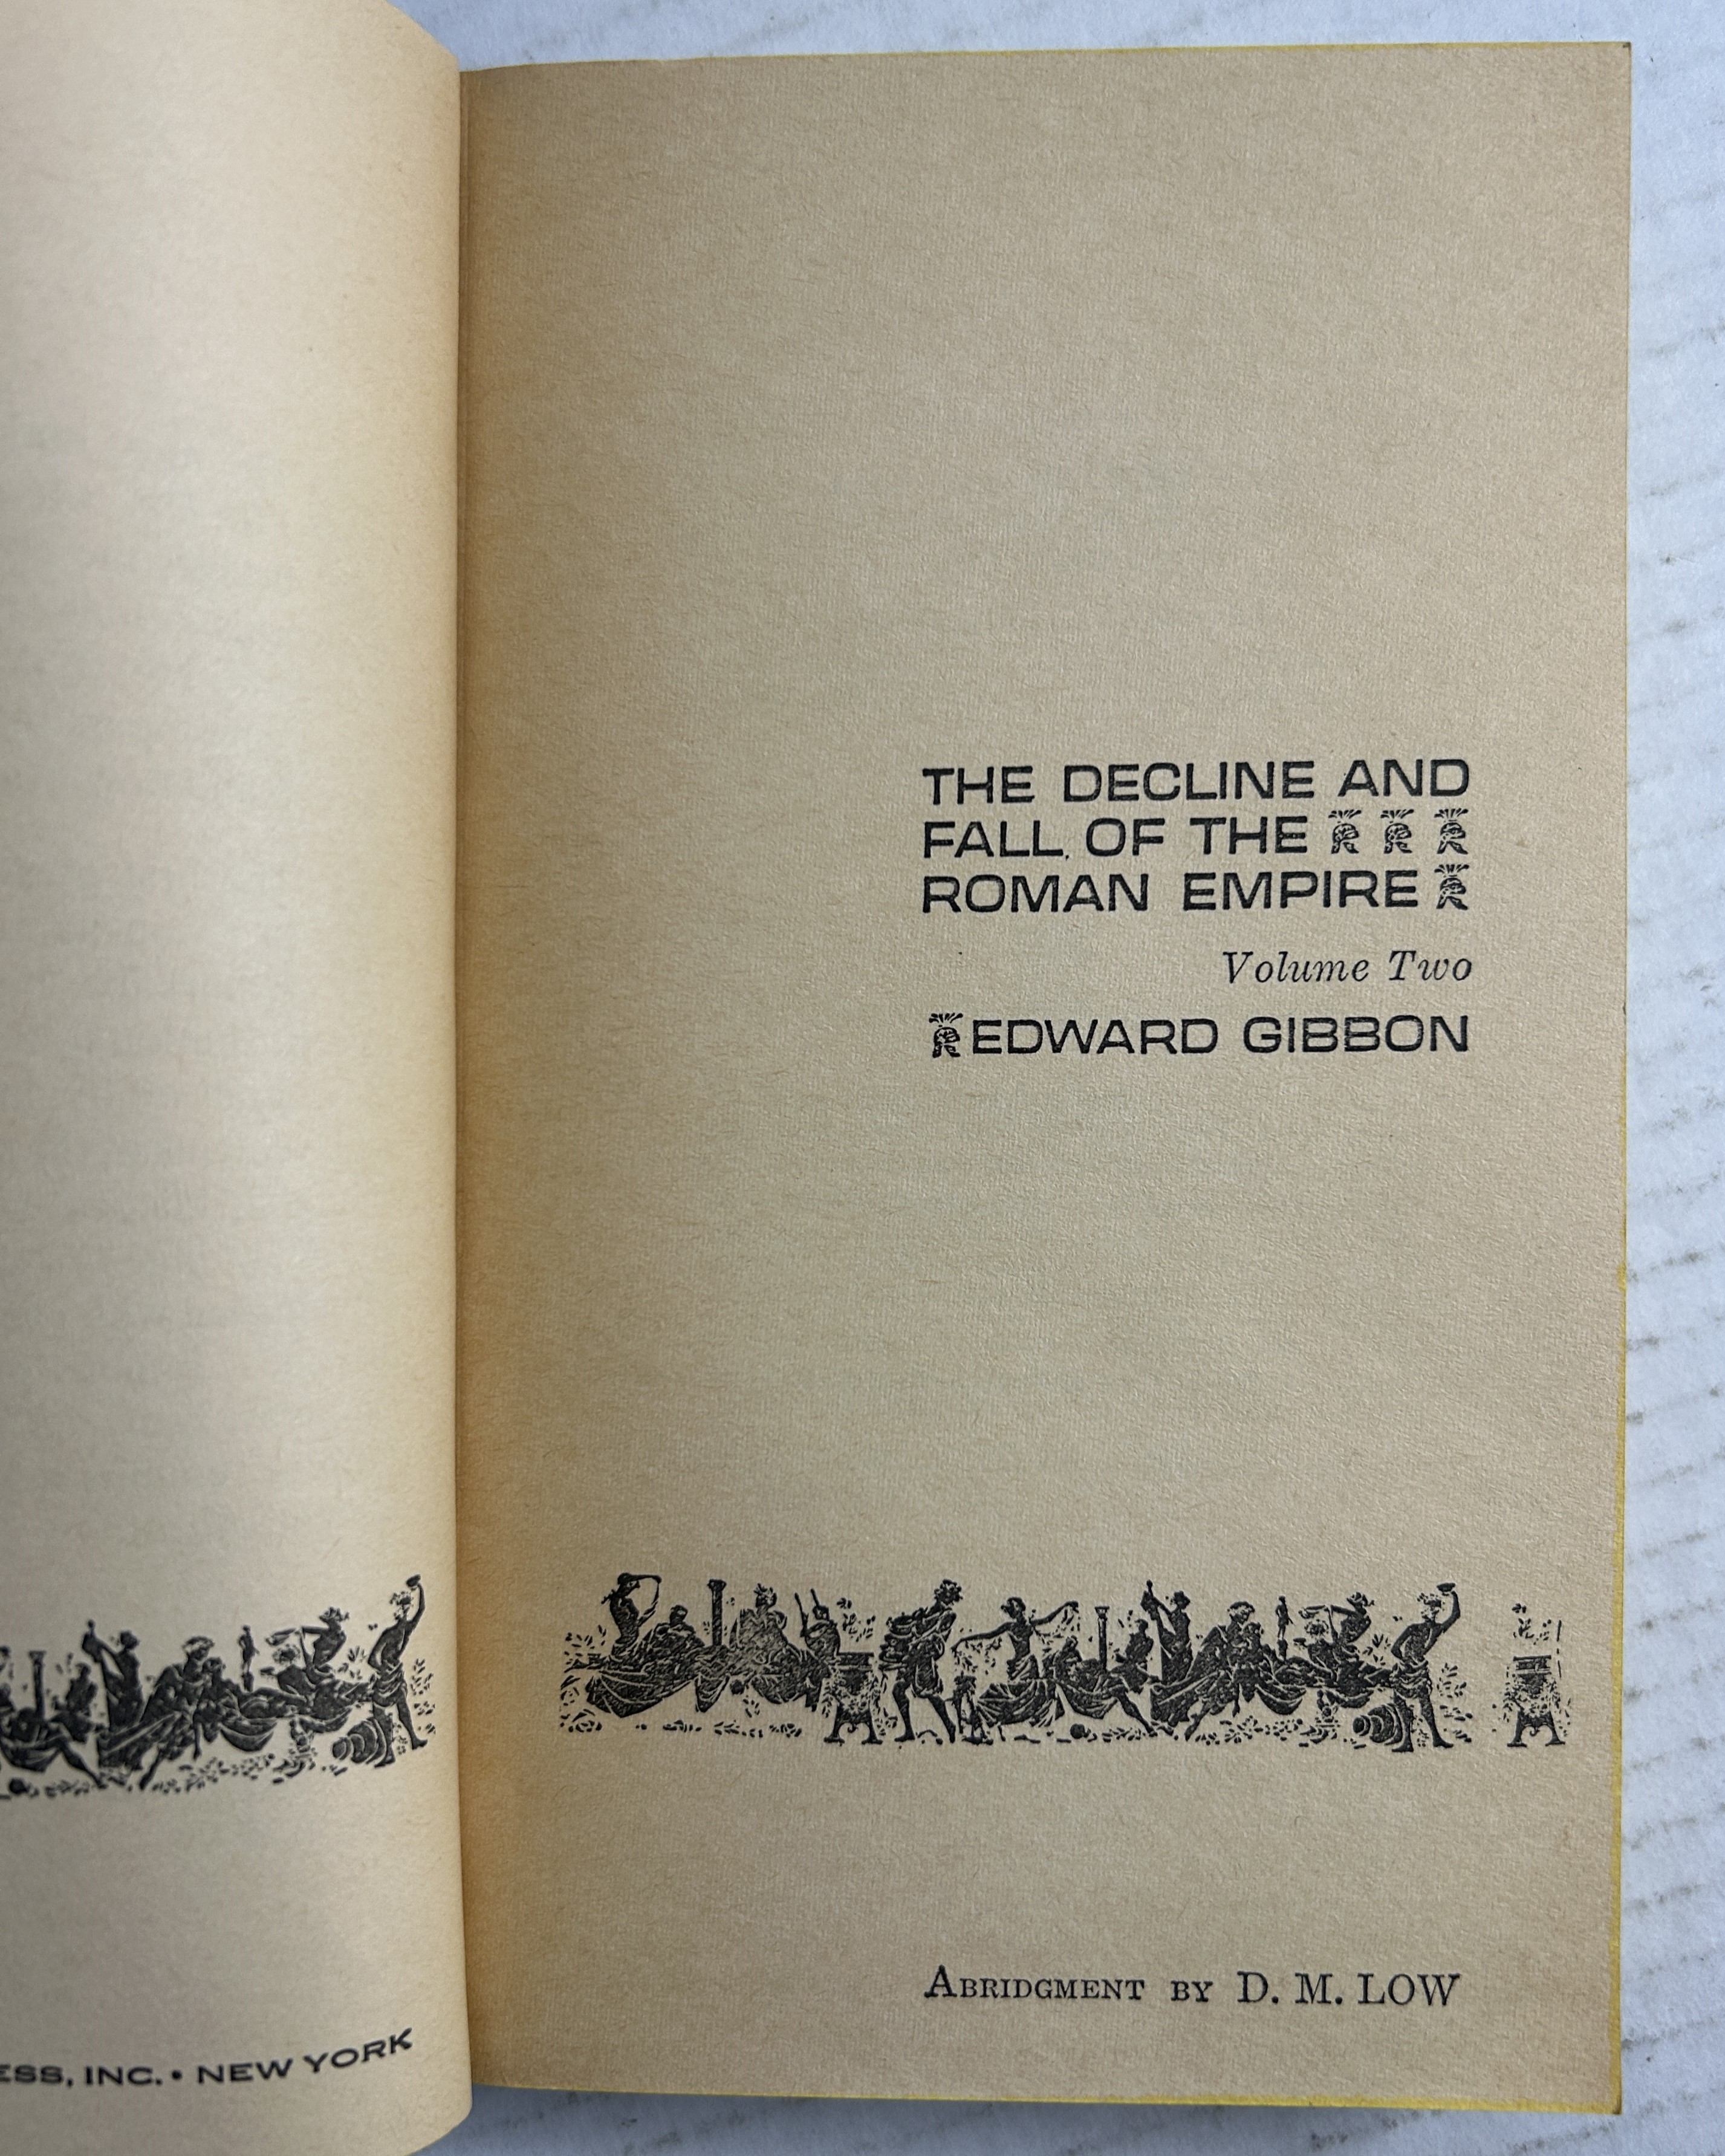 ESS, INC. • NEW YORK
THE DECLINE AND
FALL OF THE
ROMAN EMPIRE
Volume Two
EDWARD GIBBON
ABRIDGMENT BY D. M. LOW